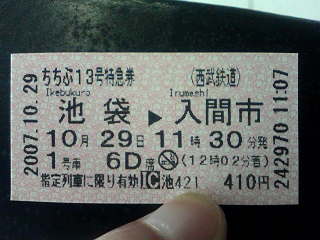 ちちぶ13号特急券 (西武鉄道)
Ikebukuro Irumashi
池袋 ▶ 入間市
10月29日 11時30分発
1号車 6D席 (12時02分着)
指定列車に限り有効 C 池421 410円
2007.10.29
242970 11:07